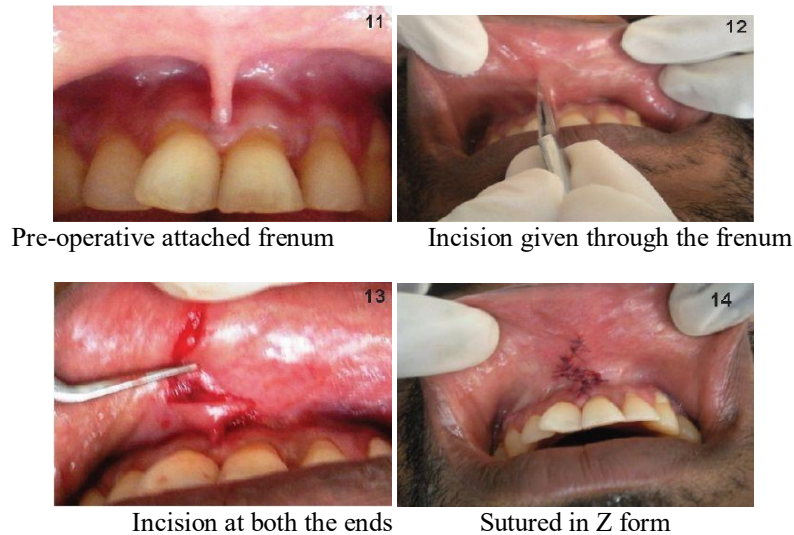 11
12
Pre-operative attached frenum
Incision given through the frenum
13
14
Incision at both the ends
Sutured in Z form